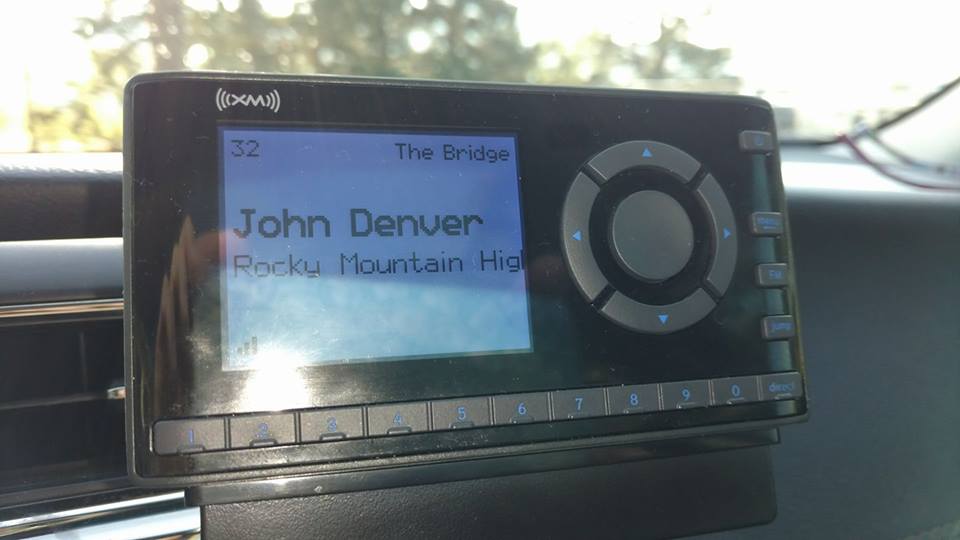 ((XM))
32 The Bridge
John Denver
Rocky Mountain Hig
menu
FM
jump
1 2 3 4 5 6 7 8 9 0 direct